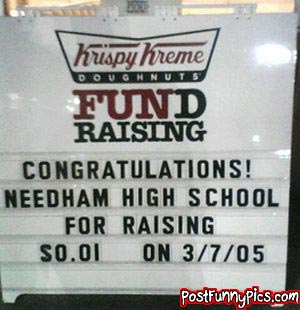 Krispy Kreme
DOUGHNUTS
FUND
RAISING
CONGRATULATIONS!
NEEDHAM HIGH SCHOOL
FOR RAISING
$0.01 ON 3/7/05
PostFunnyPics.com